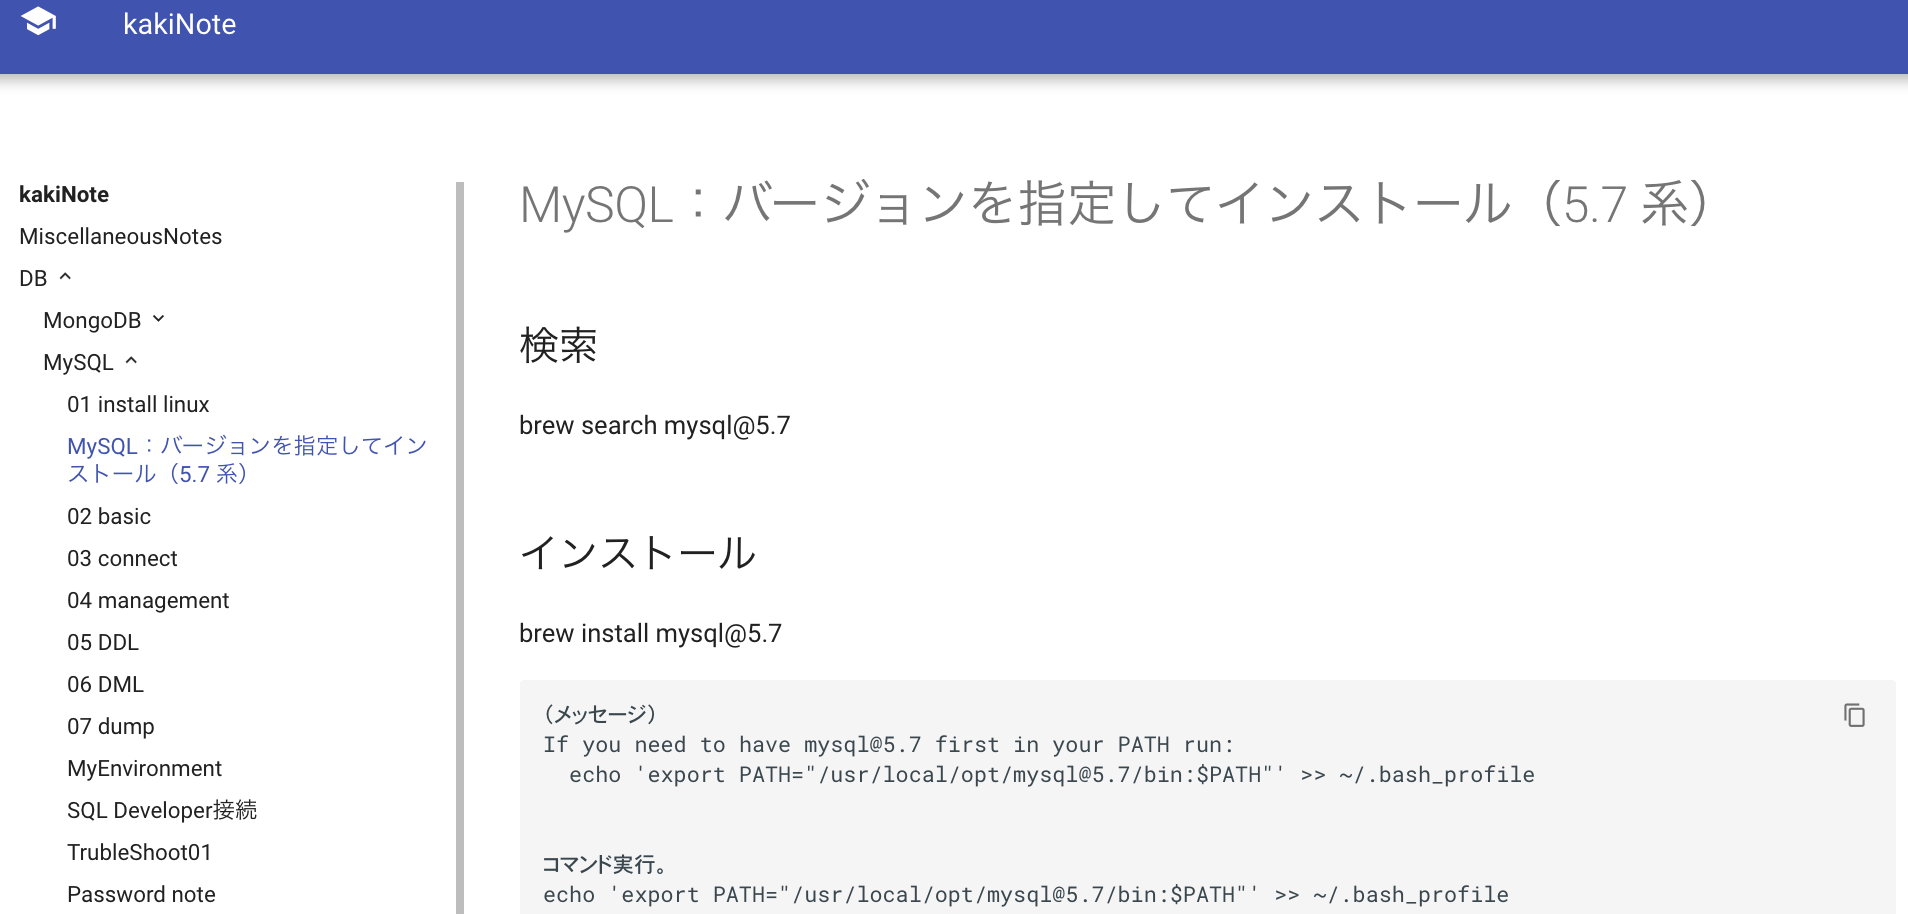 kakiNote
kakiNote
MiscellaneousNotes
DB
MongoDB
MySQL
01 install linux
MySQL：バージョンを指定してイン
ストール（5.7 系）
02 basic
03 connect
04 management
05 DDL
06 DML
07 dump
MyEnvironment
SQL Developer接続
TrubleShoot01
Password note
MySQL：バージョンを指定してインストール（5.7 系）
検索
brew search mysql@5.7
インストール
brew install mysql@5.7
（メッセージ）
If you need to have mysql@5.7 first in your PATH run:
  echo 'export PATH="/usr/local/opt/mysql@5.7/bin:$PATH"' >> ~/.bash_profile
コマンド実行。
echo 'export PATH="/usr/local/opt/mysql@5.7/bin:$PATH"' >> ~/.bash_profile